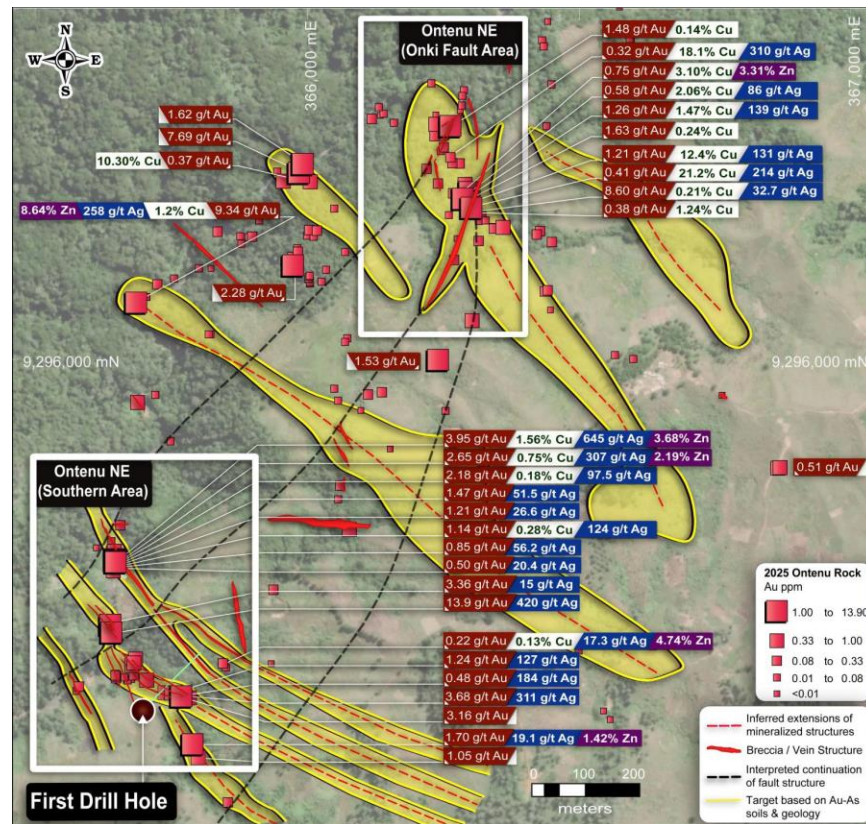 N
W E
S
366,000 mE
367,000 mE
Ontenu NE
(Onki Fault Area)
1.48 g/t Au 0.14% Cu
0.32 g/t Au 18.1% Cu 310 g/t Ag
0.75 g/t Au 3.10% Cu 3.31% Zn
0.58 g/t Au 2.06% Cu 86 g/t Ag
1.26 g/t Au 1.47% Cu 139 g/t Ag
1.63 g/t Au 0.24% Cu
1.21 g/t Au 12.4% Cu 131 g/t Ag
0.41 g/t Au 21.2% Cu 214 g/t Ag
8.60 g/t Au 0.21% Cu 32.7 g/t Ag
0.38 g/t Au 1.24% Cu
1.62 g/t Au
7.69 g/t Au
10.30% Cu 0.37 g/t Au
8.64% Zn 258 g/t Ag 1.2% Cu 9.34 g/t Au
2.28 g/t Au
9,296,000 mN
1.53 g/t Au
9,296,000 mN
Ontenu NE
(Southern Area)
3.95 g/t Au 1.56% Cu 645 g/t Ag 3.68% Zn
2.65 g/t Au 0.75% Cu 307 g/t Ag 2.19% Zn
2.18 g/t Au 0.18% Cu 97.5 g/t Ag
1.47 g/t Au 51.5 g/t Ag
1.21 g/t Au 26.6 g/t Ag
1.14 g/t Au 0.28% Cu 124 g/t Ag
0.85 g/t Au 56.2 g/t Ag
0.50 g/t Au 20.4 g/t Ag
3.36 g/t Au 15 g/t Ag
13.9 g/t Au 420 g/t Ag
0.51 g/t Au
0.22 g/t Au 0.13% Cu 17.3 g/t Ag 4.74% Zn
1.24 g/t Au 127 g/t Ag
0.48 g/t Au 184 g/t Ag
3.68 g/t Au 311 g/t Ag
3.16 g/t Au
1.70 g/t Au 19.1 g/t Ag 1.42% Zn
1.05 g/t Au
First Drill Hole
0 100 200
meters
2025 Ontenu Rock
Au ppm
1.00 to 13.90
0.33 to 1.00
0.08 to 0.33
0.01 to 0.08
<0.01
Inferred extensions of
mineralized structures
Breccia / Vein Structure
Interpreted continuation
of fault structure
Target based on Au-As
soils & geology